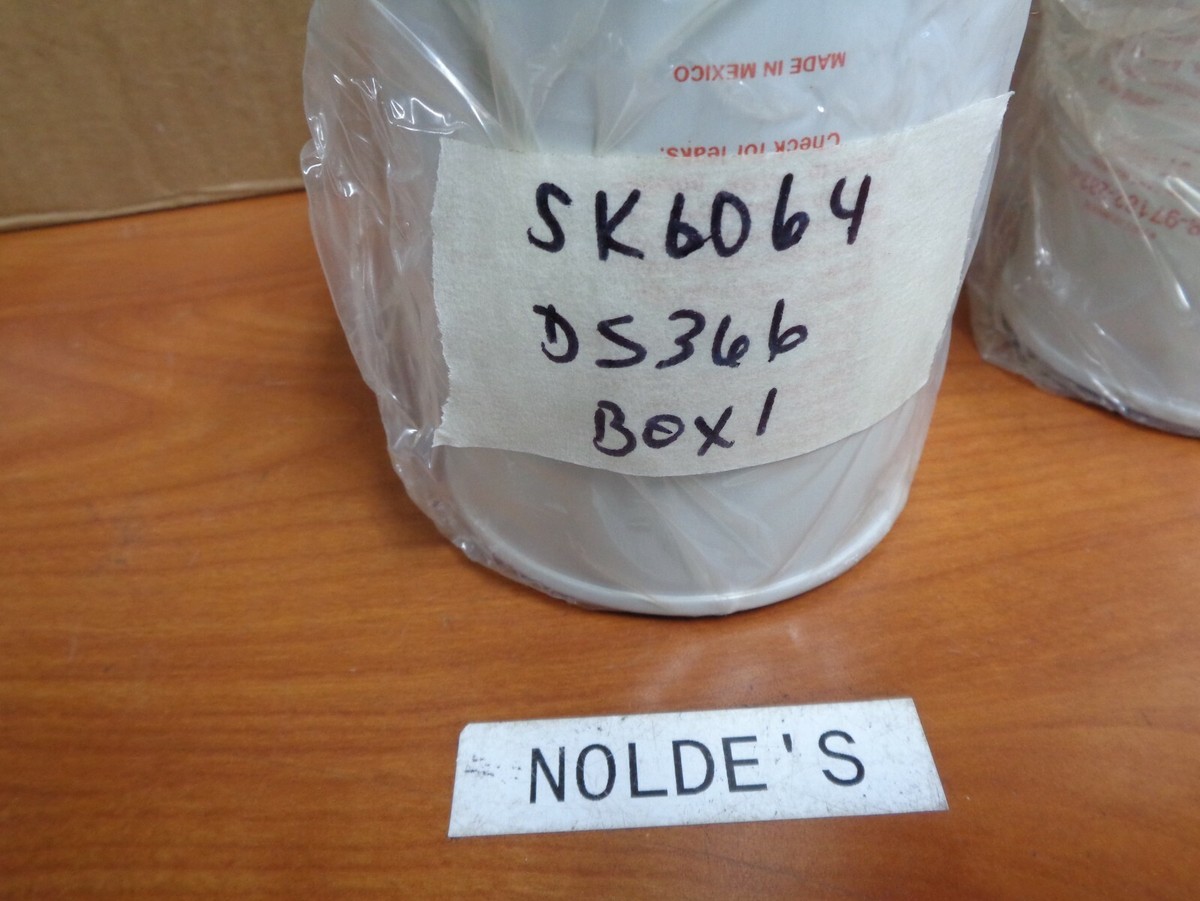 MADE IN MEXICO
Check for leaks.
SK6064
DS366
BOX1
NOLDE'S